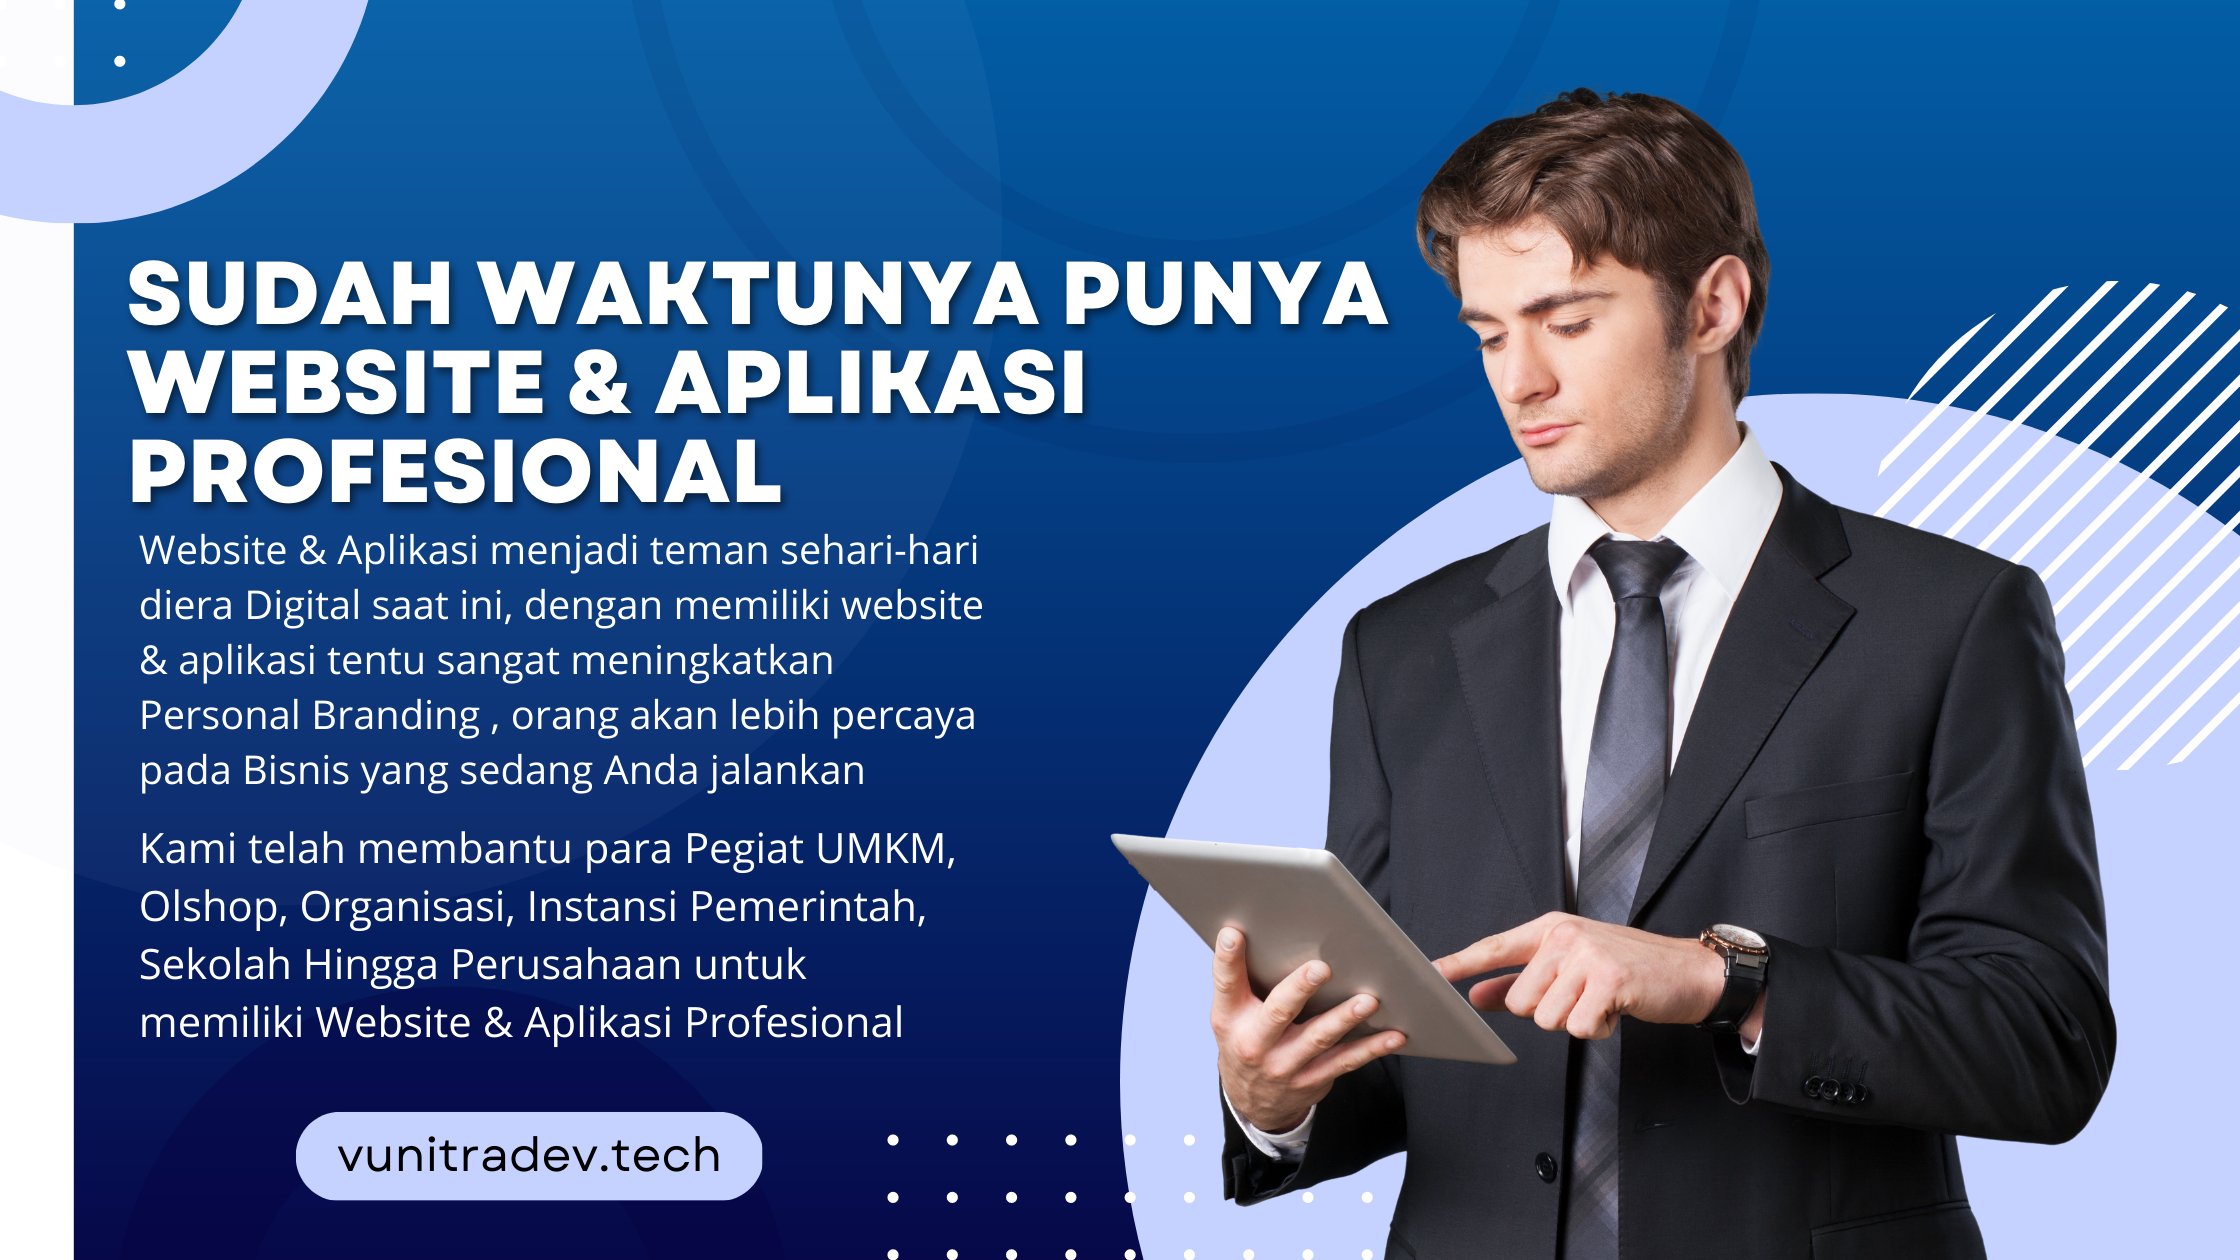 SUDAH WAKTUNYA PUNYA
WEBSITE & APLIKASI
PROFESIONAL
Website & Aplikasi menjadi teman sehari-hari
diera Digital saat ini, dengan memiliki website
& aplikasi tentu sangat meningkatkan
Personal Branding , orang akan lebih percaya
pada Bisnis yang sedang Anda jalankan
Kami telah membantu para Pegiat UMKM,
Olshop, Organisasi, Instansi Pemerintah,
Sekolah Hingga Perusahaan untuk
memiliki Website & Aplikasi Profesional
vunitradev.tech